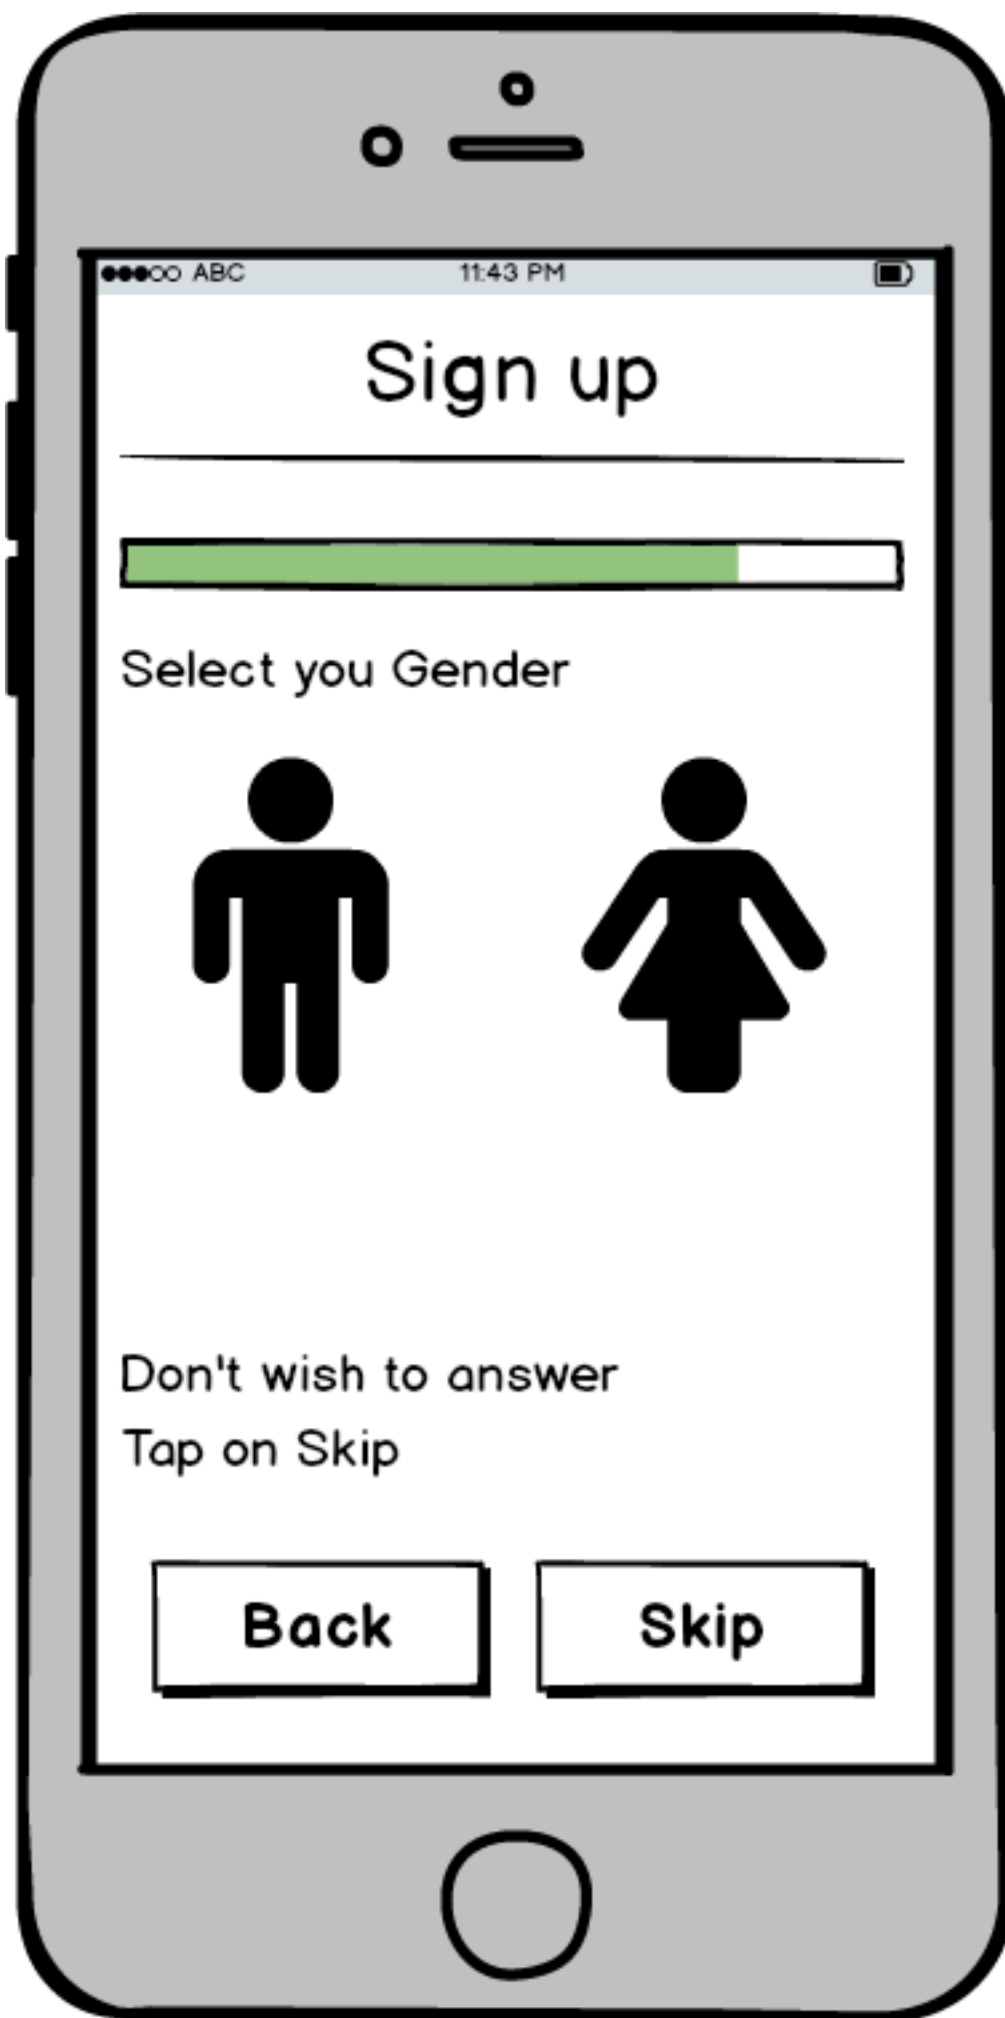 ABC
11:43 PM
Sign up
Select you Gender
Don't wish to answer
Tap on Skip
Back
Skip